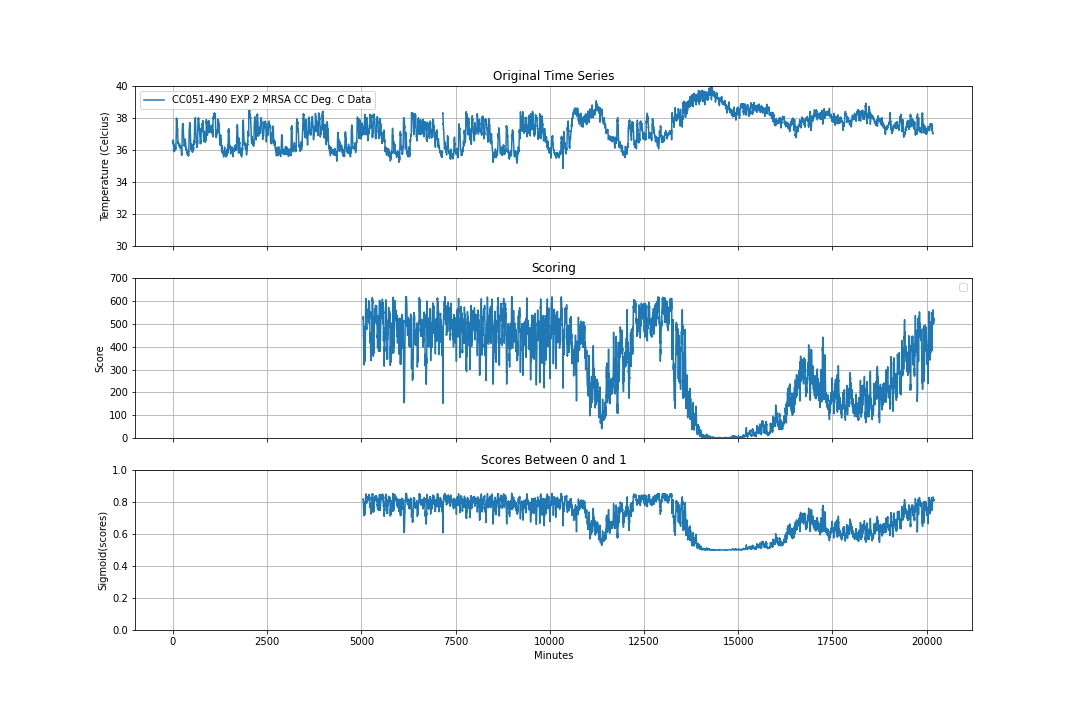 Original Time Series
40
38
36
34
32
30
Temperature (Celcius)
CC051-490 EXP 2 MRSA CC Deg. C Data
Scoring
700
600
500
400
300
200
100
0
Score
Scores Between 0 and 1
1.0
0.8
0.6
0.4
0.2
0.0
Sigmoid(scores)
0 2500 5000 7500 10000 12500 15000 17500 20000
Minutes